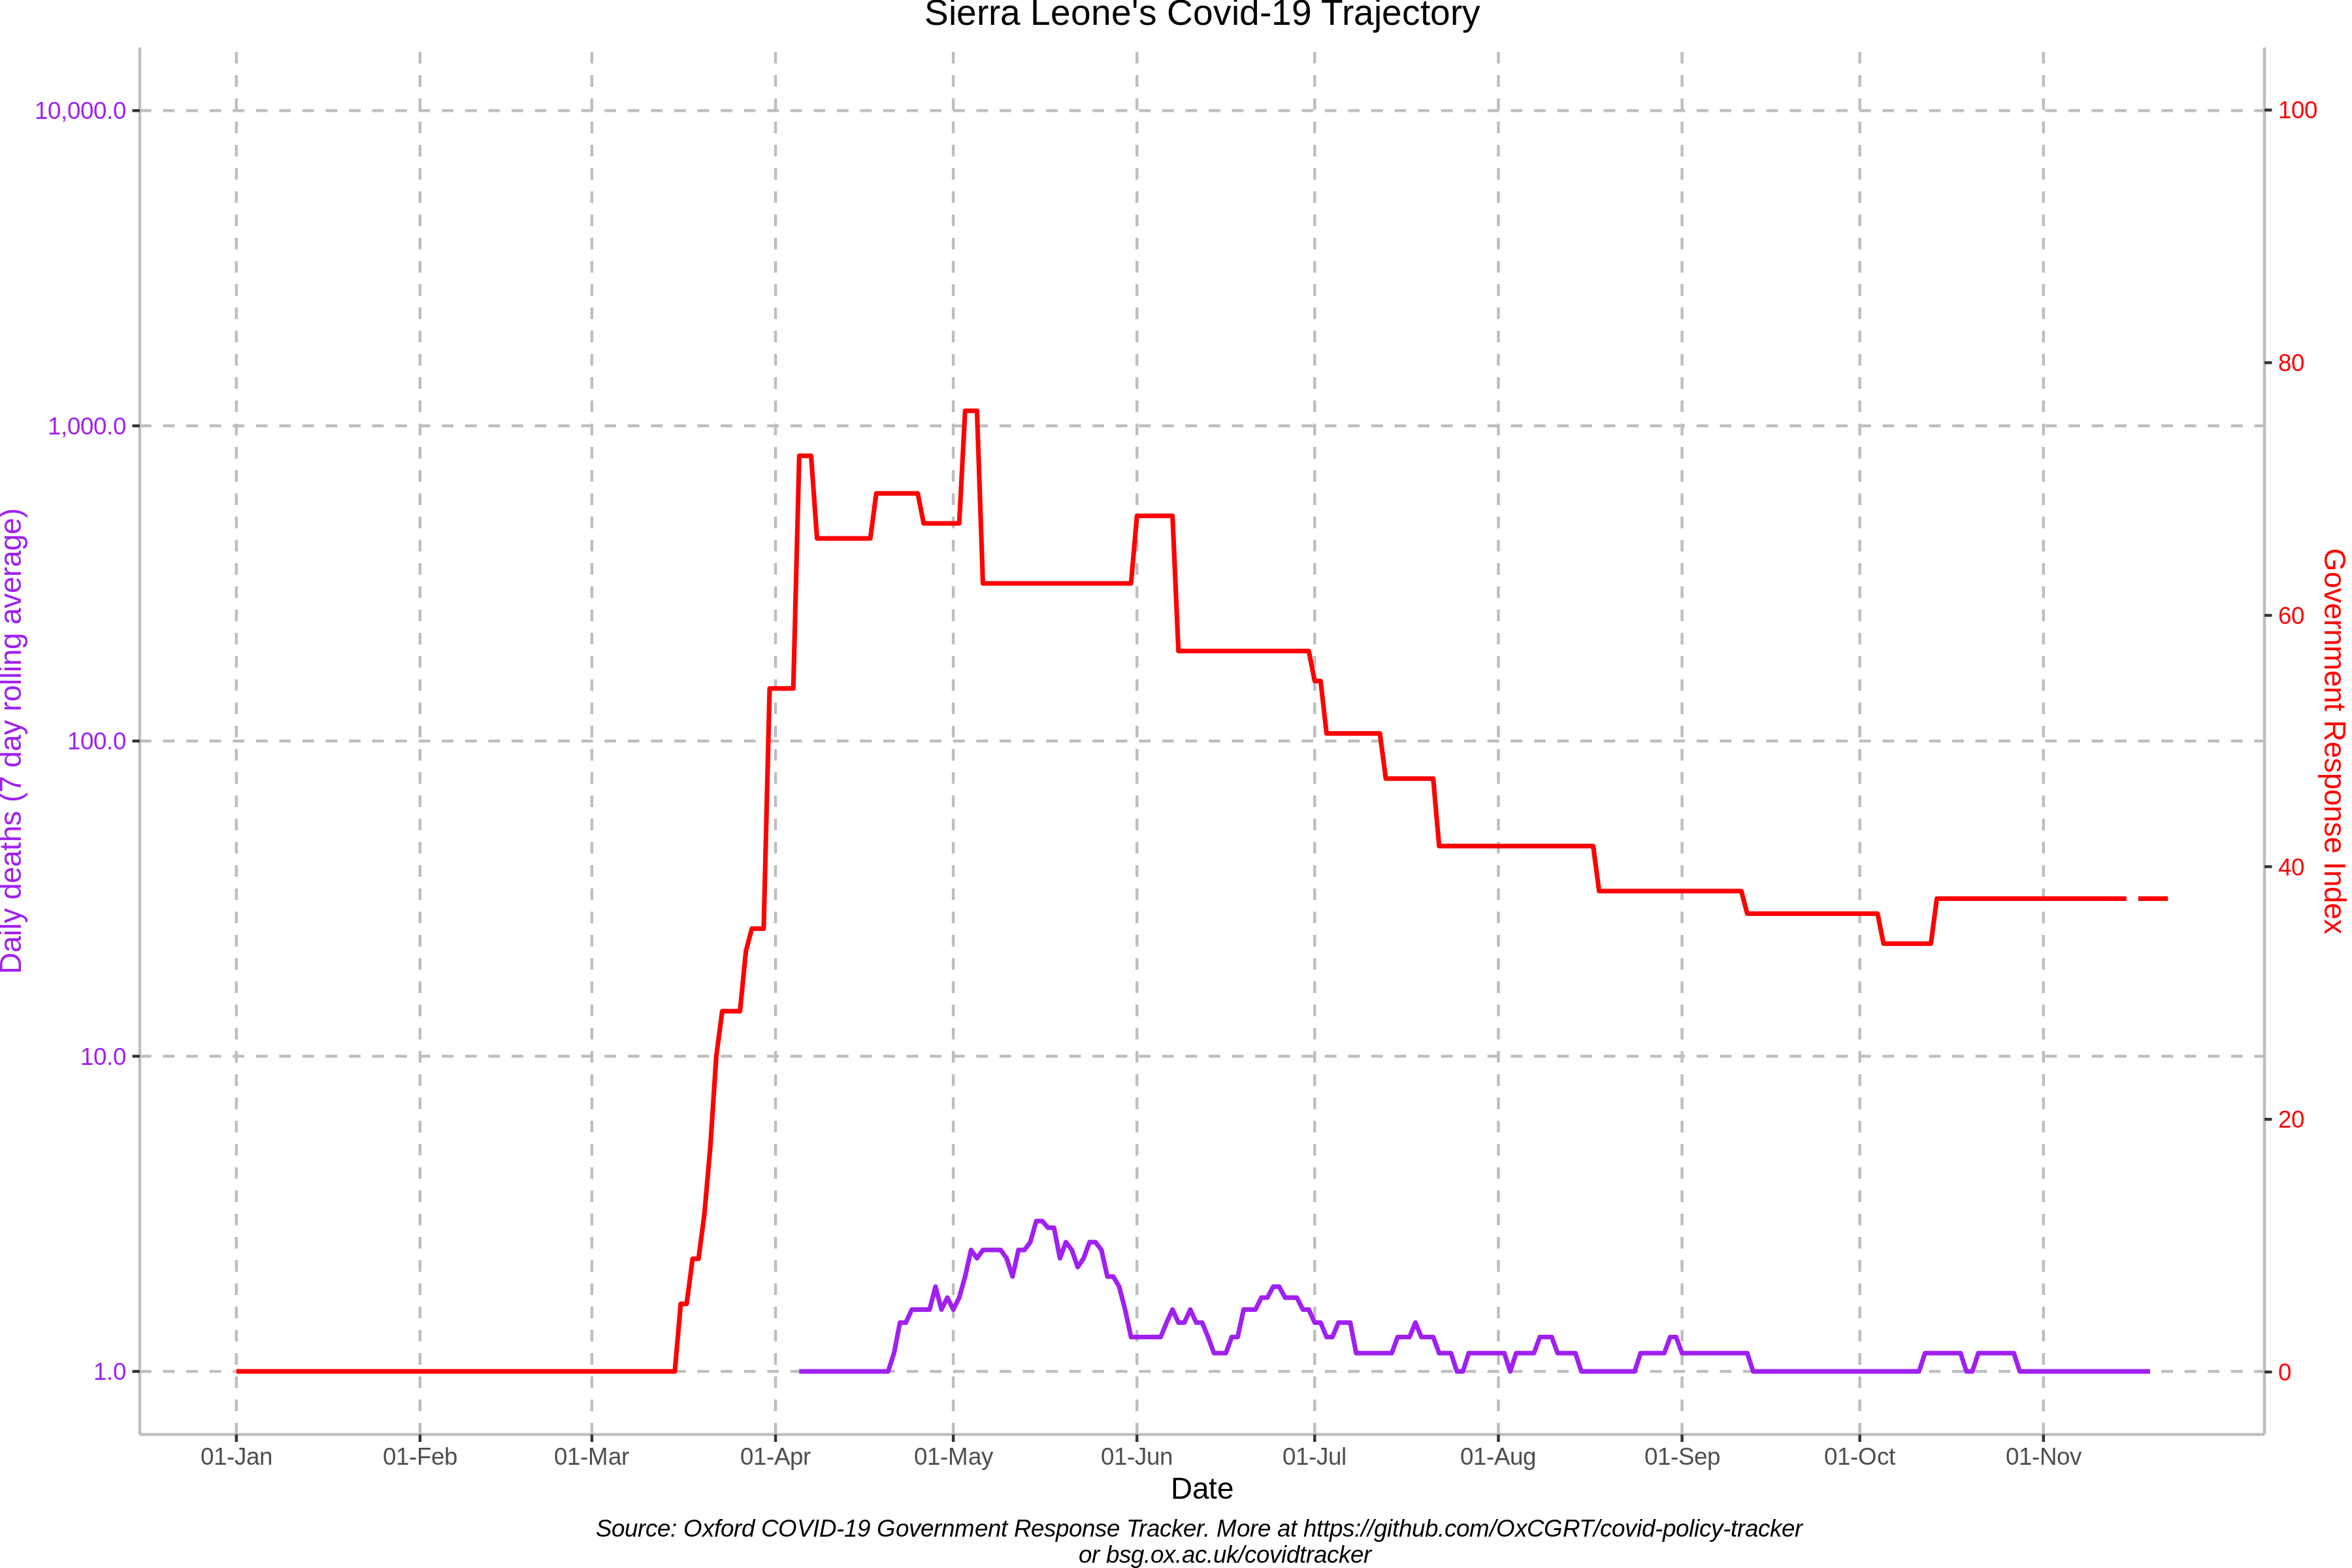 Sierra Leone's Covid-19 Trajectory
10,000.0
1,000.0
100.0
10.0
1.0
Daily deaths (7 day rolling average)
100
80
60
40
20
0
Government Response Index
01-Jan
01-Feb
01-Mar
01-Apr
01-May
01-Jun
01-Jul
01-Aug
01-Sep
01-Oct
01-Nov
Date
Source: Oxford COVID-19 Government Response Tracker. More at https://github.com/OxCGRT/covid-policy-tracker
or bsg.ox.ac.uk/covidtracker